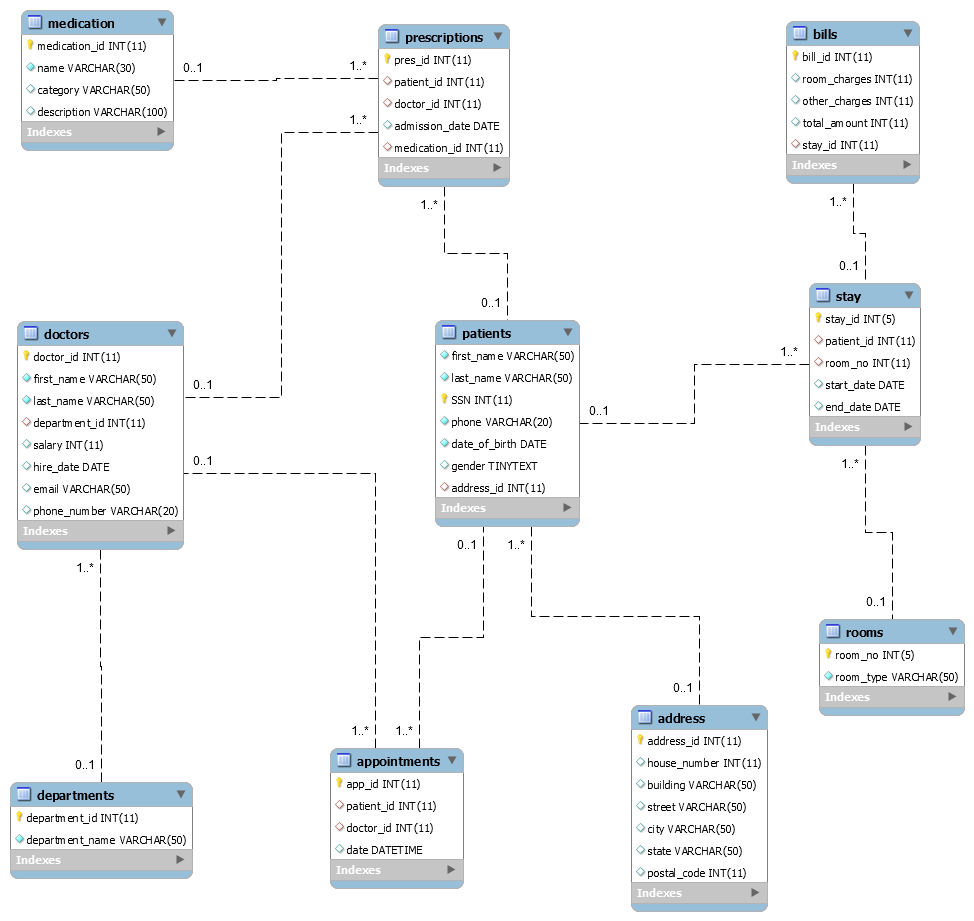 medication
medication_id INT(11)
name VARCHAR(30)
category VARCHAR(50)
description VARCHAR(100)
Indexes
0..1
1..*
prescriptions
pres_id INT(11)
patient_id INT(11)
doctor_id INT(11)
admission_date DATE
medication_id INT(11)
Indexes
1..*
1..*
0..1
bills
bill_id INT(11)
room_charges INT(11)
other_charges INT(11)
total_amount INT(11)
stay_id INT(11)
Indexes
1..*
0..1
stay
stay_id INT(5)
patient_id INT(11)
room_no INT(11)
start_date DATE
end_date DATE
Indexes
1..*
1..*
0..1
doctors
doctor_id INT(11)
first_name VARCHAR(50)
last_name VARCHAR(50)
department_id INT(11)
salary INT(11)
hire_date DATE
email VARCHAR(50)
phone_number VARCHAR(20)
Indexes
0..1
0..1
1..*
0..1
patients
first_name VARCHAR(50)
last_name VARCHAR(50)
SSN INT(11)
phone VARCHAR(20)
date_of_birth DATE
gender TINYTEXT
address_id INT(11)
Indexes
0..1
0..1
1..*
rooms
room_no INT(5)
room_type VARCHAR(50)
Indexes
departments
department_id INT(11)
department_name VARCHAR(50)
Indexes
1..*
1..*
appointments
app_id INT(11)
patient_id INT(11)
doctor_id INT(11)
date DATETIME
Indexes
0..1
address
address_id INT(11)
house_number INT(11)
building VARCHAR(50)
street VARCHAR(50)
city VARCHAR(50)
state VARCHAR(50)
postal_code INT(11)
Indexes